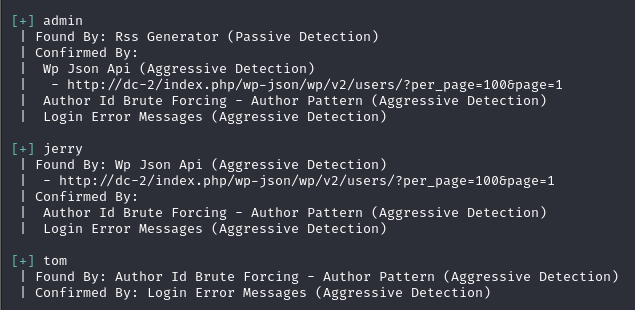 [+] admin
 | Found By: Rss Generator (Passive Detection)
 | Confirmed By:
 |  Wp Json Api (Aggressive Detection)
 |   - http://dc-2/index.php/wp-json/wp/v2/users/?per_page=100&page=1
 |  Author Id Brute Forcing - Author Pattern (Aggressive Detection)
 |  Login Error Messages (Aggressive Detection)

[+] jerry
 | Found By: Wp Json Api (Aggressive Detection)
 |  - http://dc-2/index.php/wp-json/wp/v2/users/?per_page=100&page=1
 | Confirmed By:
 |  Author Id Brute Forcing - Author Pattern (Aggressive Detection)
 |  Login Error Messages (Aggressive Detection)

[+] tom
 | Found By: Author Id Brute Forcing - Author Pattern (Aggressive Detection)
 | Confirmed By: Login Error Messages (Aggressive Detection)